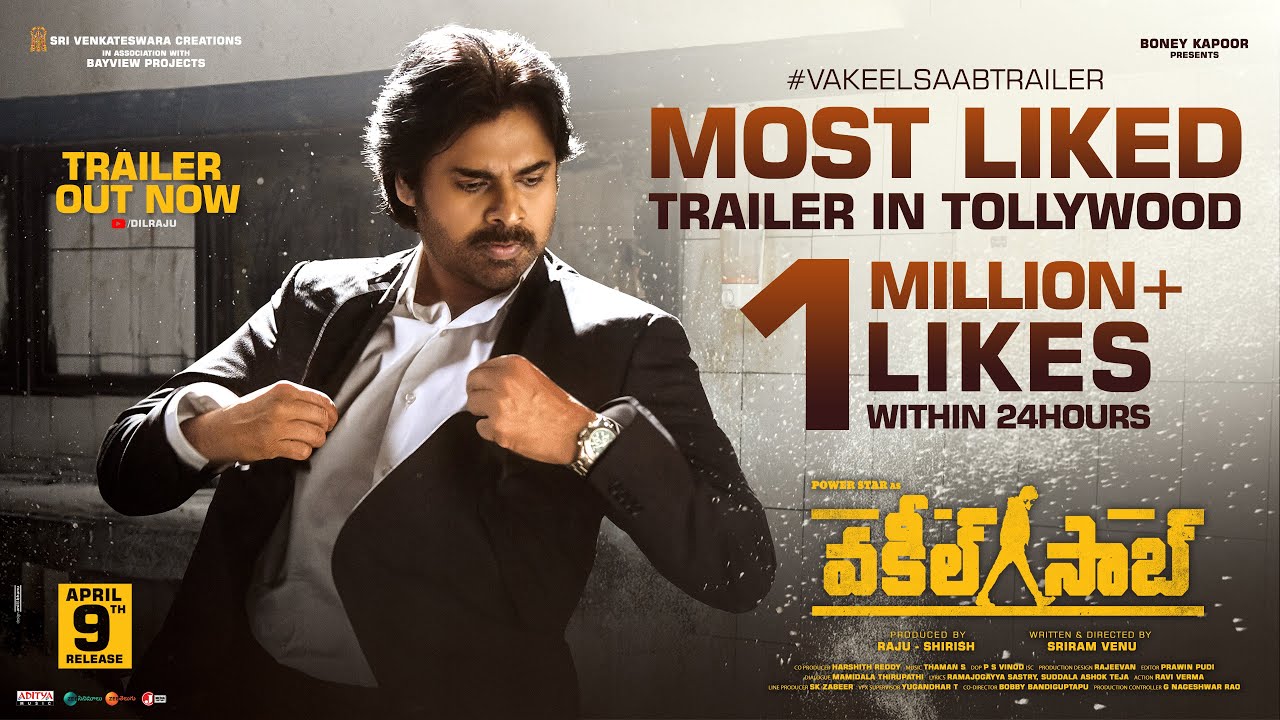 SRI VENKATESWARA CREATIONS
IN ASSOCIATION WITH
BAYVIEW PROJECTS
BONEY KAPOOR
PRESENTS
#VAKEELSAABTRAILER
MOST LIKED
TRAILER IN TOLLYWOOD
1 MILLION+
LIKES
WITHIN 24HOURS
TRAILER
OUT NOW
/DILRAJU
POWER STAR as
వకీల్ సాబ్
APRIL
9TH
RELEASE
PRODUCED BY
RAJU - SHIRISH
WRITTEN & DIRECTED BY
SRIRAM VENU
CO PRODUCER HARSHITH REDDY MUSIC THAMAN S DOP P S VINOD ISC PRODUCTION DESIGN RAJEEVAN EDITOR PRAWIN PUDI
DIALOGUE MAMIDALA THIRUPATHI LYRICS RAMAJOGAYYA SASTRY, SUDDALA ASHOK TEJA ACTION RAVI VERMA
LINE PRODUCER SK ZABEER VFX SUPERVISOR YUGANDHAR T CO-DIRECTOR BOBBY BANDIGUPTAPU PRODUCTION CONTROLLER G NAGESHWAR RAO
ADITYA
MUSIC
సినిమాలు
తెలుగు